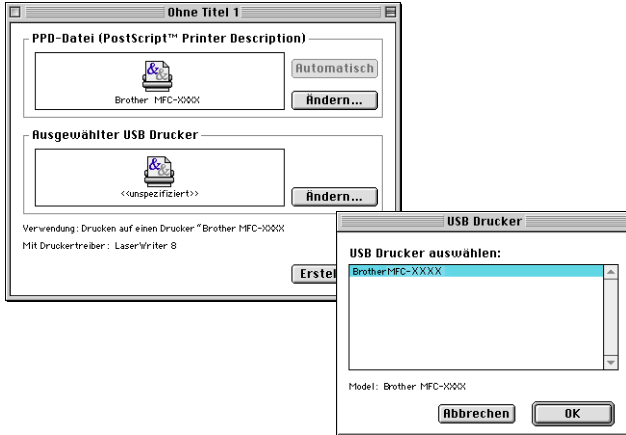 Ohne Titel 1
PPD-Datei (PostScript™ Printer Description)
Automatisch
Brother MFC-XXXX
Ändern...
Ausgewählter USB Drucker
<<unspezifiziert>>
Ändern...
Verwendung: Drucken auf einen Drucker "Brother MFC-XXXX
Mit Druckertreiber: LaserWriter 8
Erstel
USB Drucker
USB Drucker auswählen:
Brother MFC-XXXX
Model: Brother MFC-XXXX
Abbrechen
OK